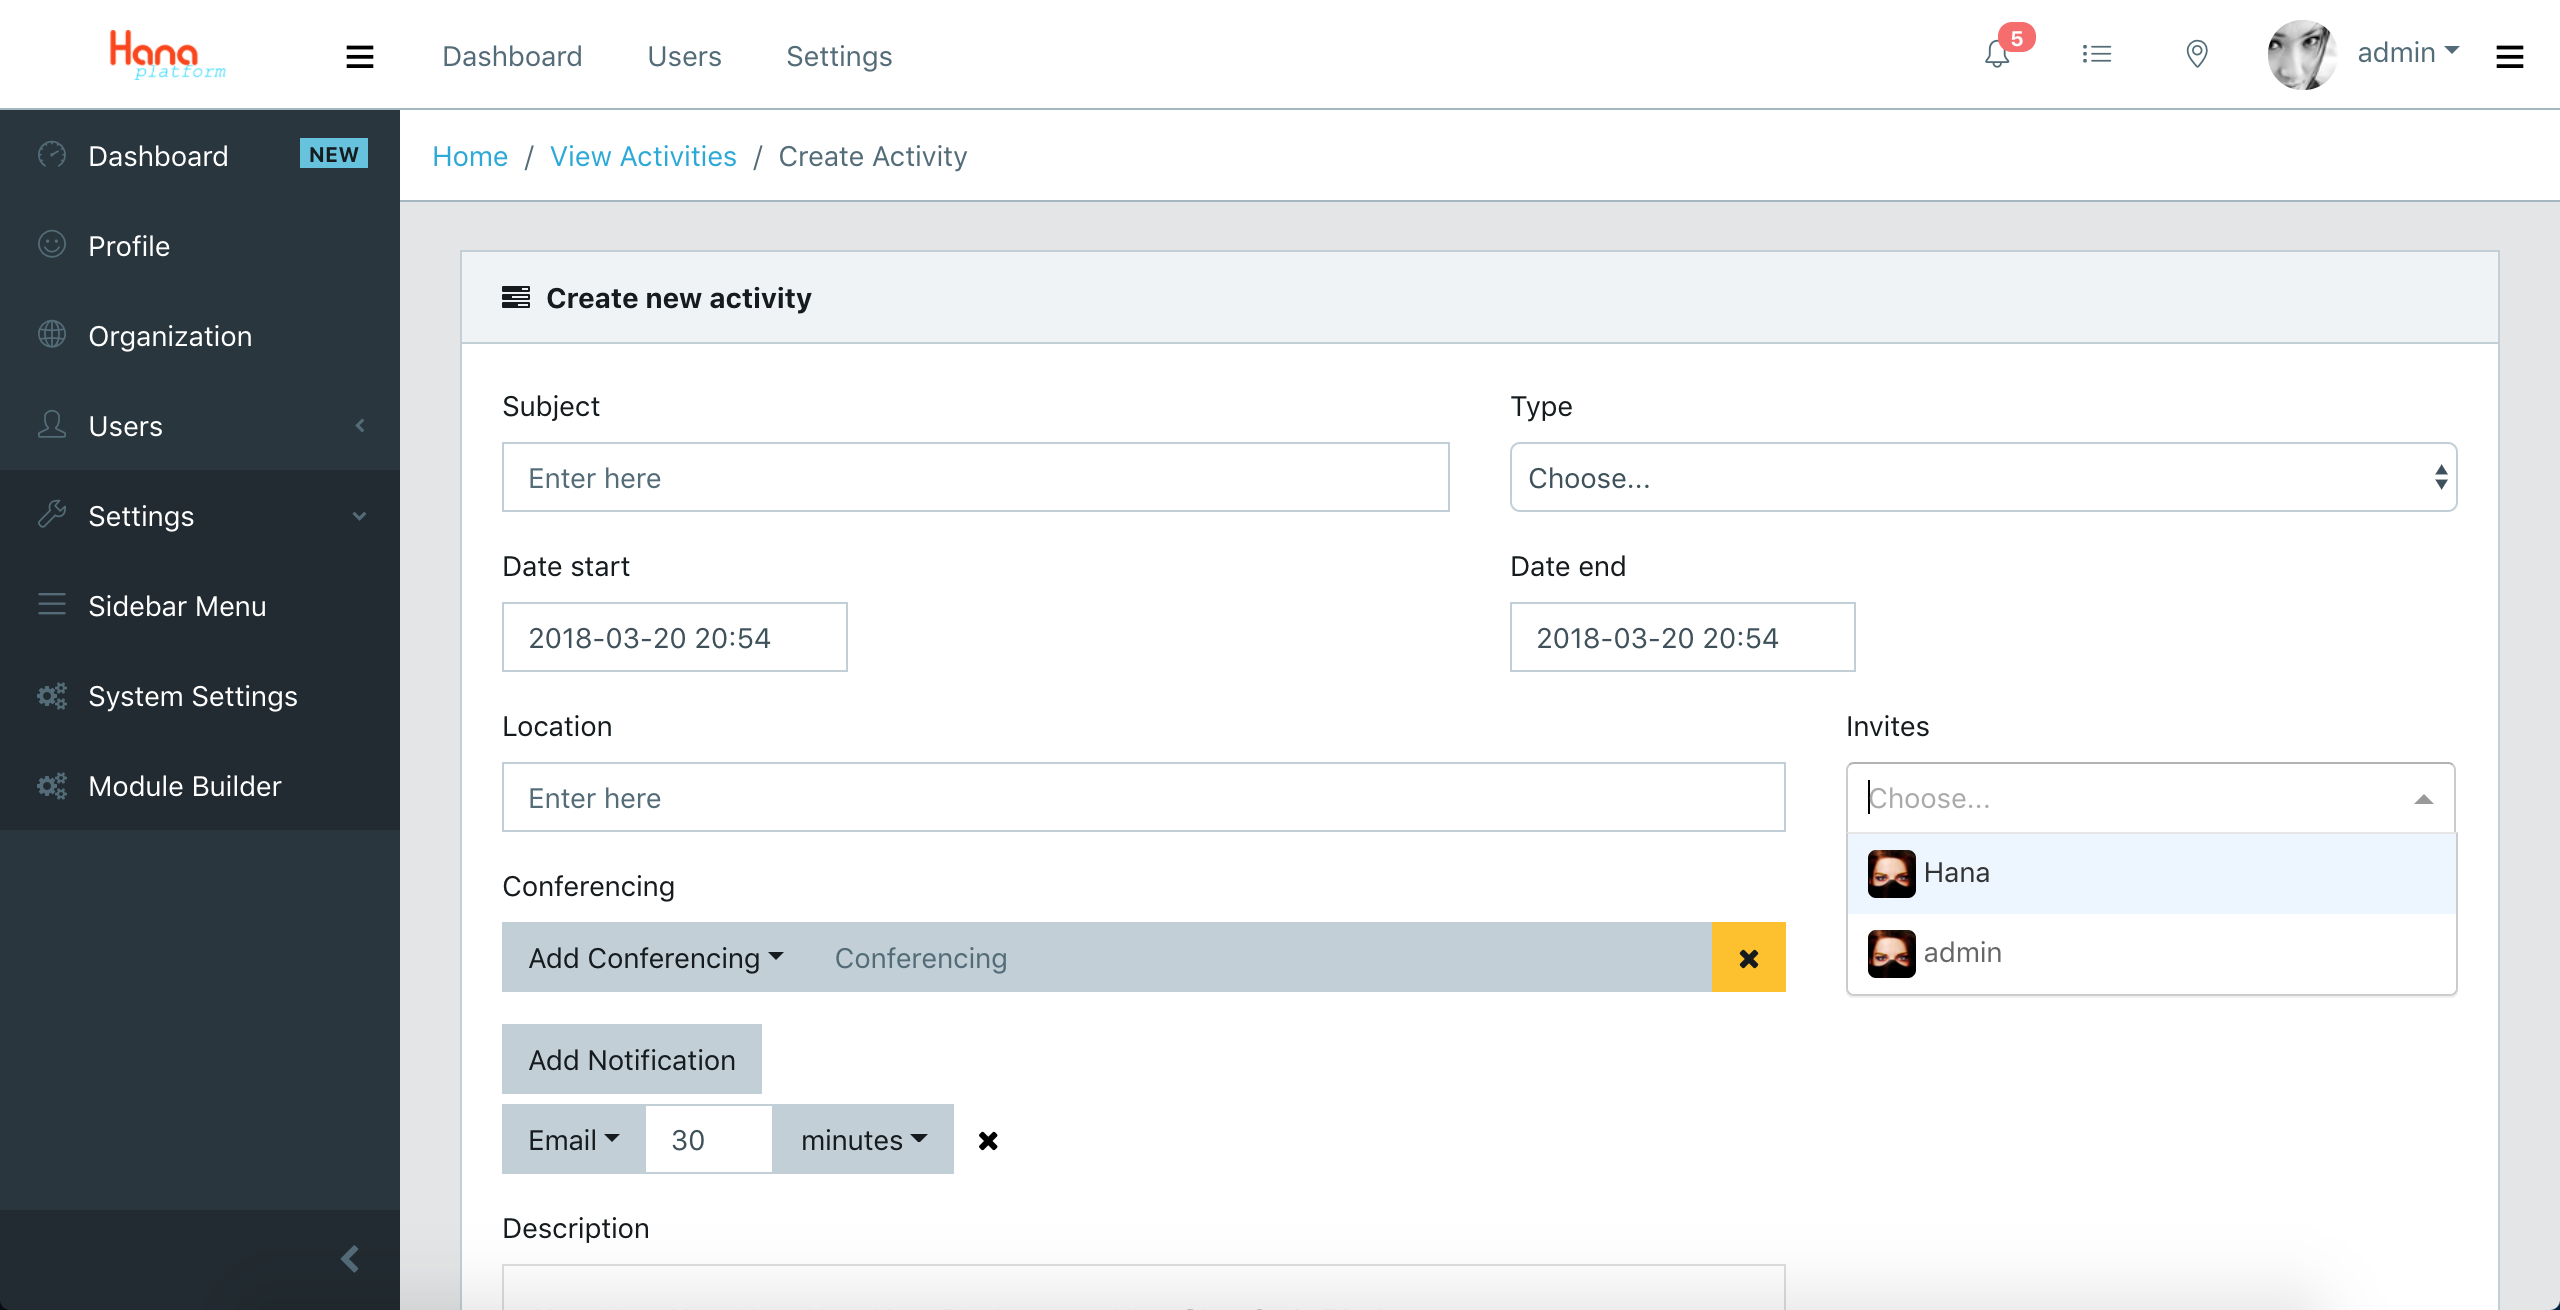 Hana
platform
Dashboard
Users
Settings
5
admin
Dashboard
NEW
Profile
Organization
Users
Settings
Sidebar Menu
System Settings
Module Builder
Home / View Activities / Create Activity
Create new activity
Subject
Type
Enter here
Choose...
Date start
Date end
2018-03-20 20:54
2018-03-20 20:54
Location
Invites
Enter here
Choose...
Hana
admin
Conferencing
Add Conferencing
Conferencing
Add Notification
Email
30
minutes
Description